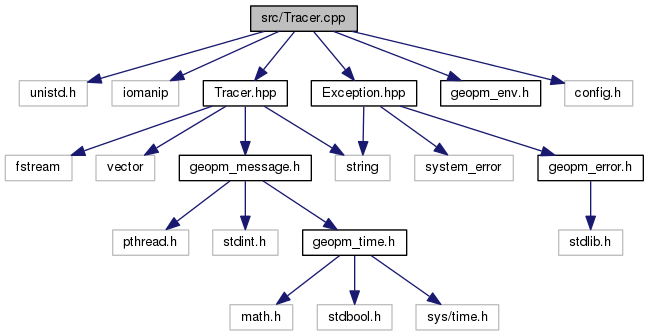 src/Tracer.cpp
unistd.h
iomanip
Tracer.hpp
Exception.hpp
geopm_env.h
config.h
fstream
vector
geopm_message.h
string
system_error
geopm_error.h
pthread.h
stdint.h
geopm_time.h
stdlib.h
math.h
stdbool.h
sys/time.h